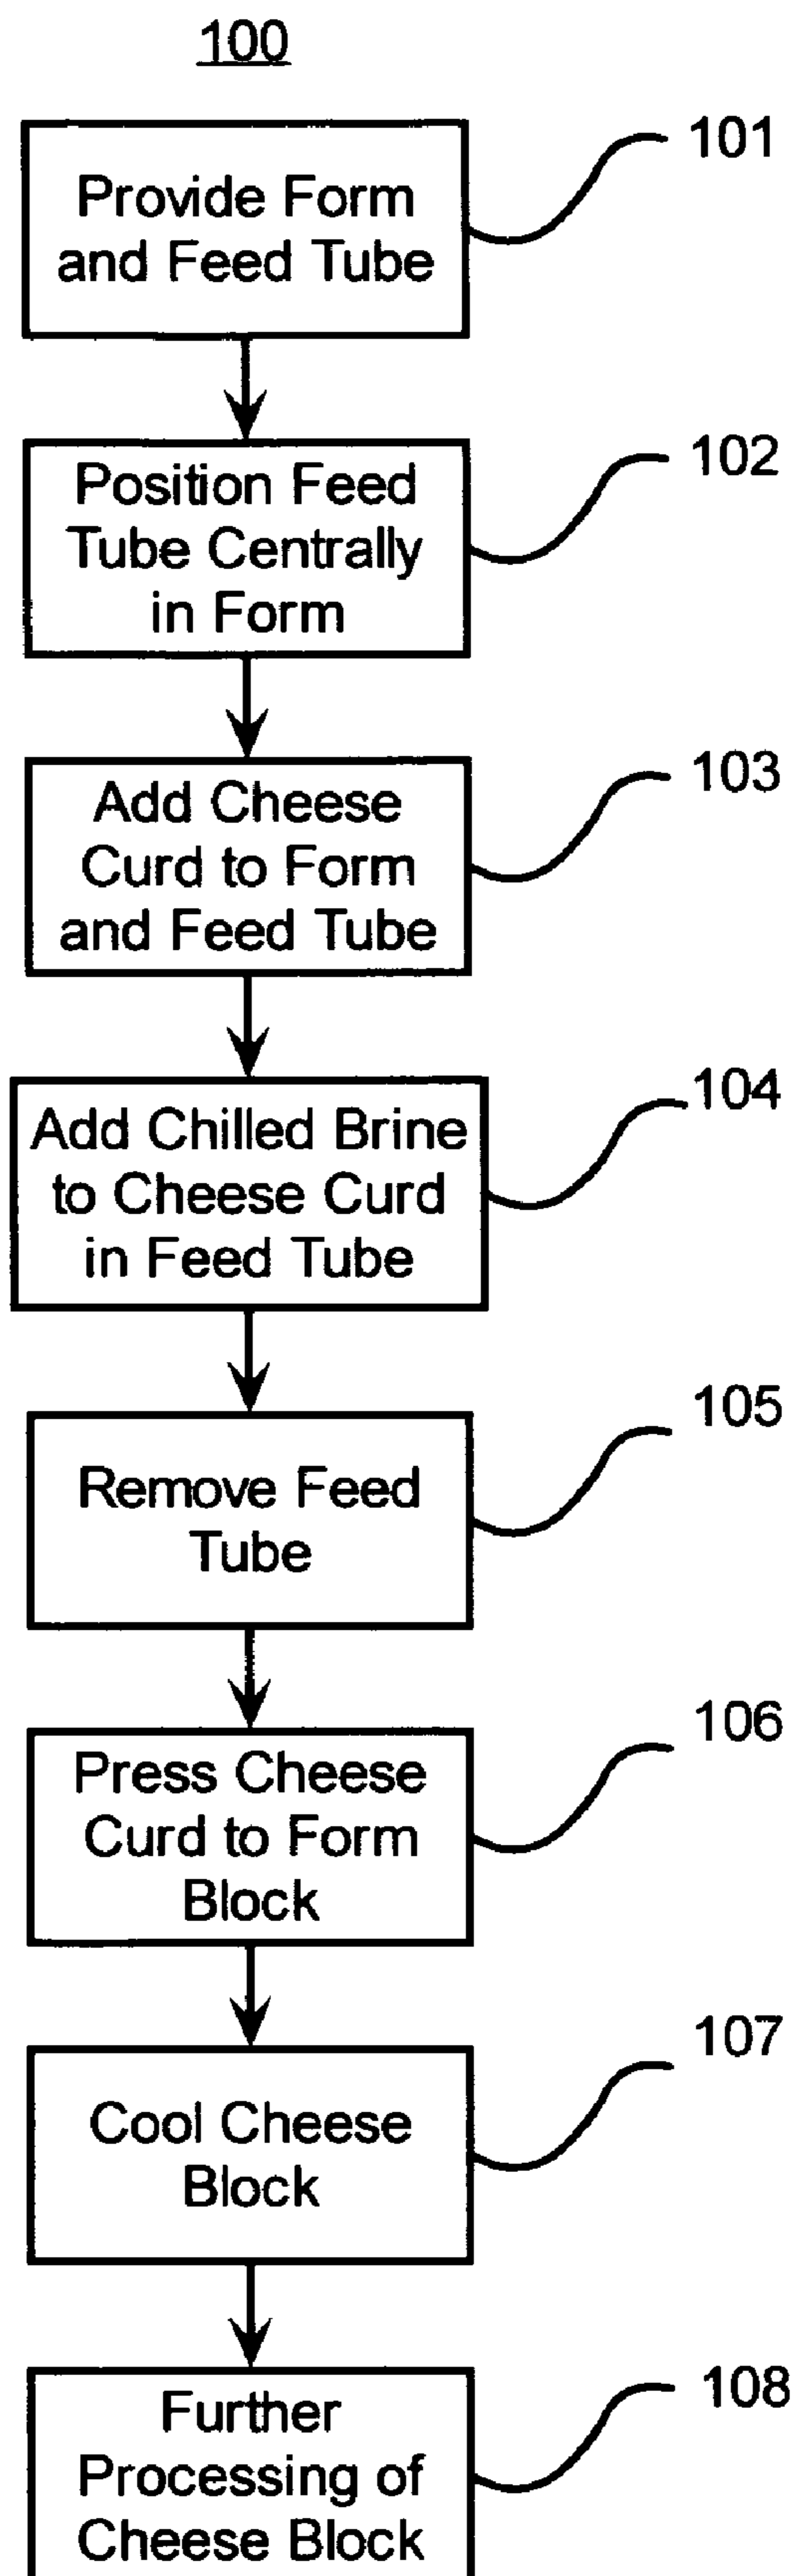 100
101
Provide Form
and Feed Tube
102
Position Feed
Tube Centrally
in Form
103
Add Cheese
Curd to Form
and Feed Tube
104
Add Chilled Brine
to Cheese Curd
in Feed Tube
105
Remove Feed
Tube
106
Press Cheese
Curd to Form
Block
107
Cool Cheese
Block
108
Further
Processing of
Cheese Block